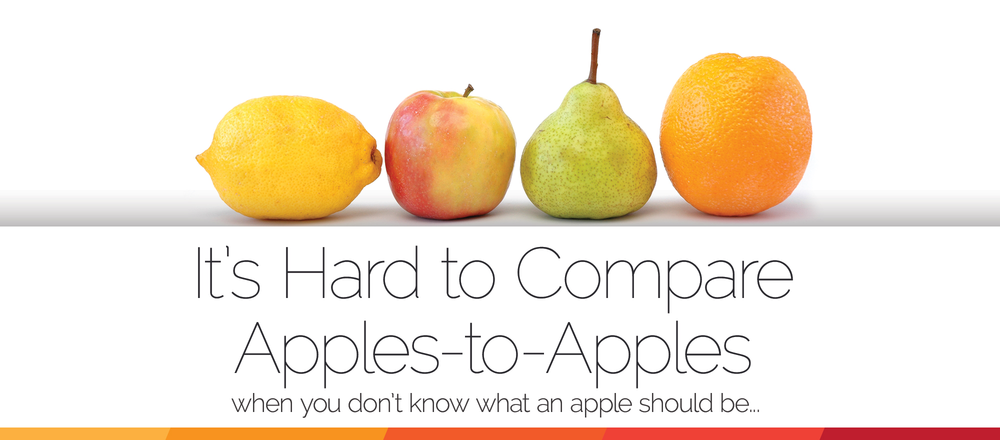 It's Hard to Compare
Apples-to-Apples
when you don't know what an apple should be...